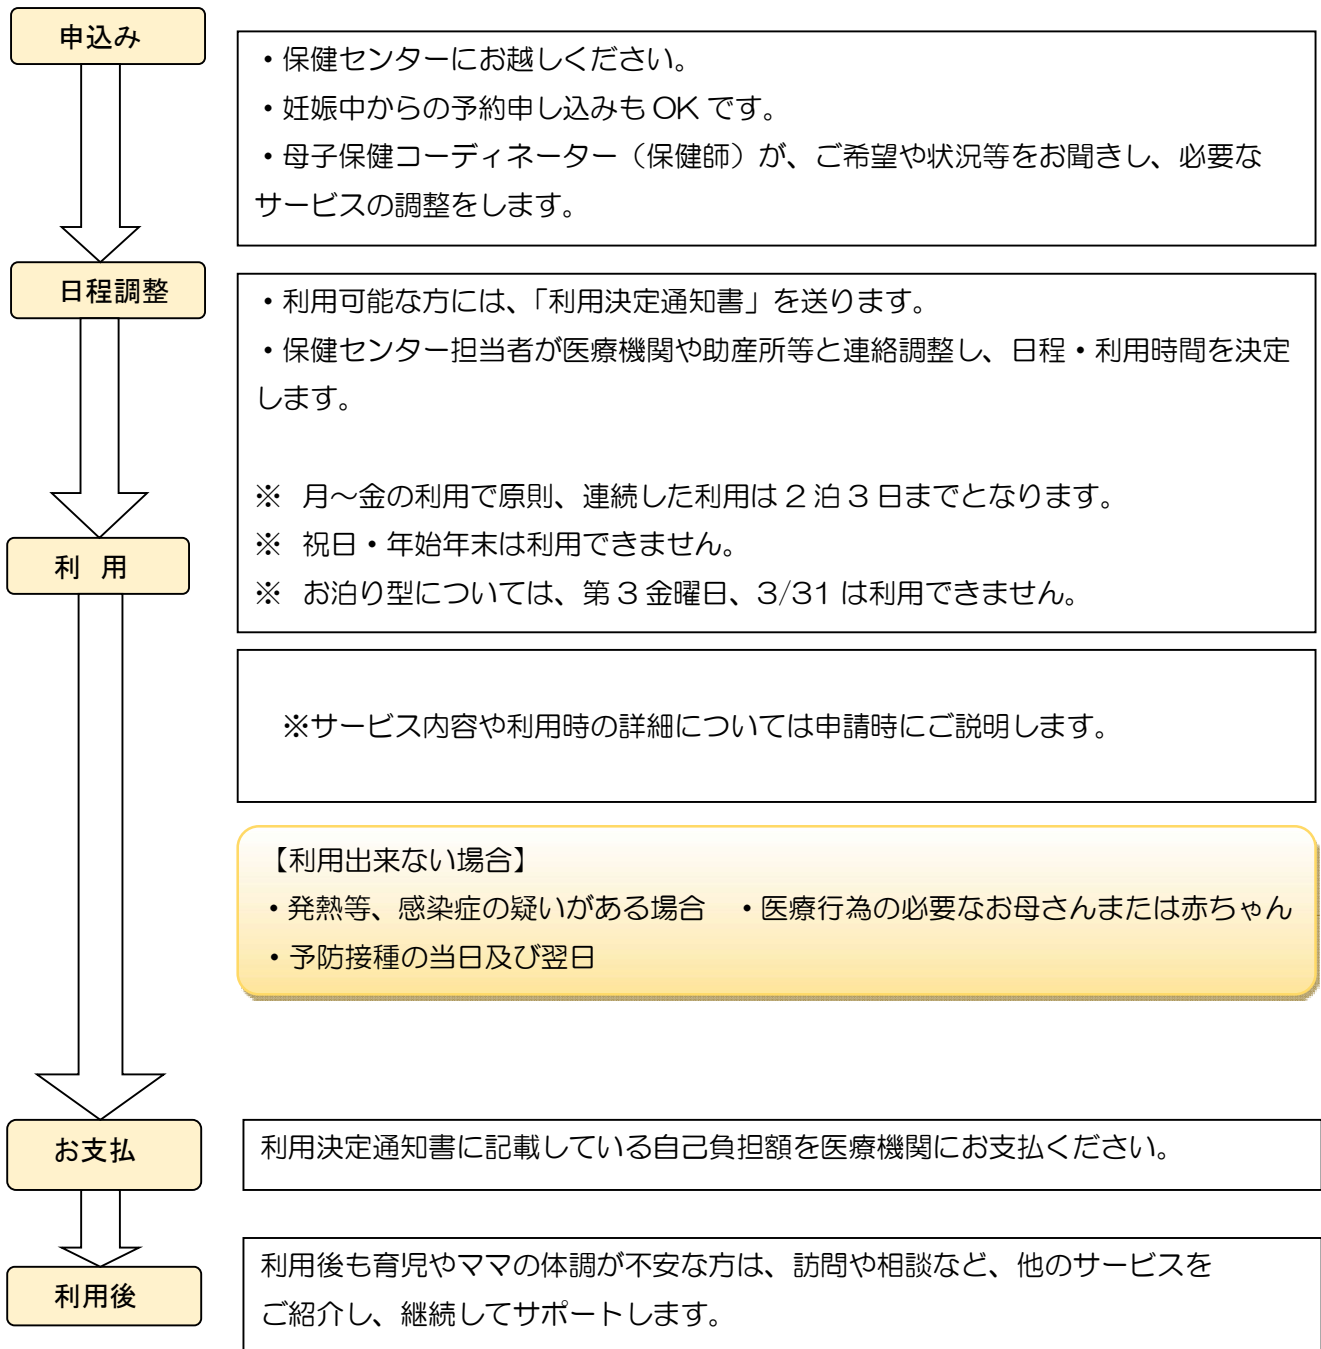 申込み
・保健センターにお越しください。
・妊娠中からの予約申し込みも OK です。
・母子保健コーディネーター（保健師）が、ご希望や状況等をお聞きし、必要な
サービスの調整をします。
日程調整
・利用可能な方には、「利用決定通知書」を送ります。
・保健センター担当者が医療機関や助産所等と連絡調整し、日程・利用時間を決定
します。
※ 月～金の利用で原則、連続した利用は 2 泊 3 日までとなります。
※ 祝日・年始年末は利用できません。
※ お泊り型については、第 3 金曜日、3/31 は利用できません。
利 用
※サービス内容や利用時の詳細については申請時にご説明します。
【利用出来ない場合】
・発熱等、感染症の疑いがある場合 ・医療行為の必要なお母さんまたは赤ちゃん
・予防接種の当日及び翌日
お支払
利用決定通知書に記載している自己負担額を医療機関にお支払ください。
利用後
利用後も育児やママの体調が不安な方は、訪問や相談など、他のサービスを
ご紹介し、継続してサポートします。